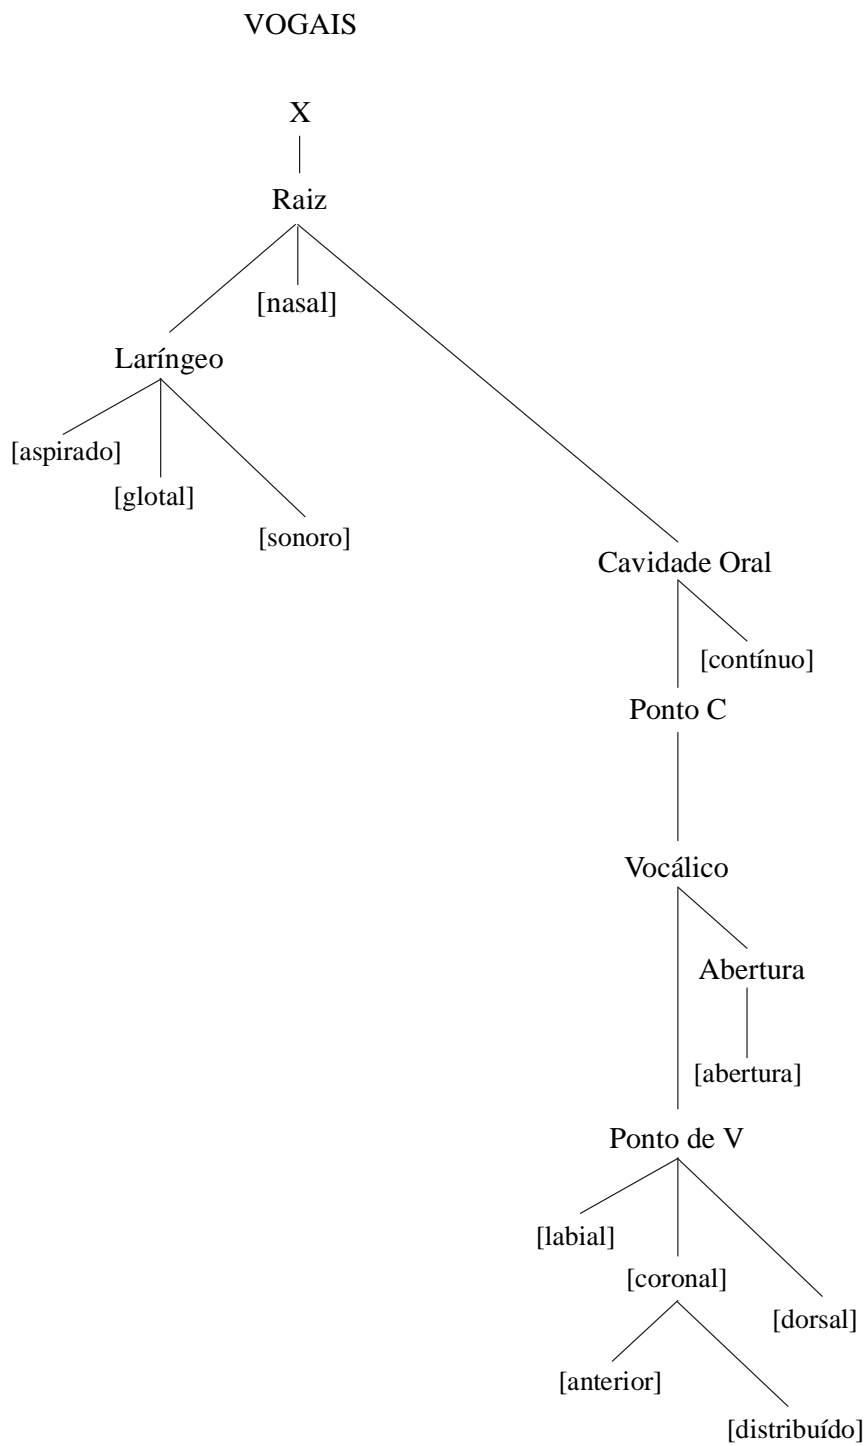 VOGAIS
X
Raiz
[nasal]
Laríngeo
[aspirado]
[glotal]
[sonoro]
Cavidade Oral
[contínuo]
Ponto C
Vocálico
Abertura
[abertura]
Ponto de V
[labial]
[coronal]
[dorsal]
[anterior]
[distribuído]